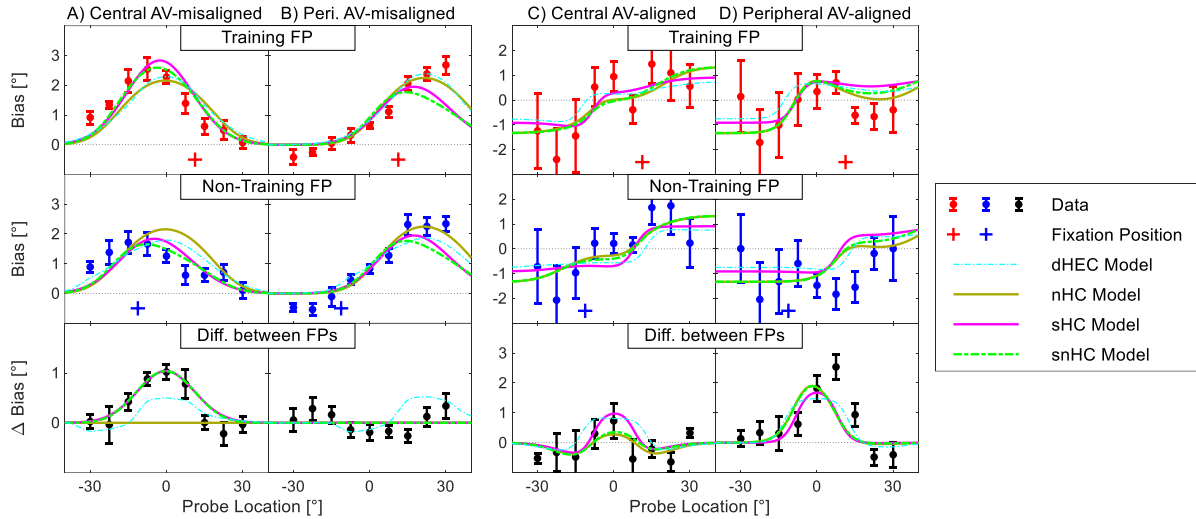 A) Central AV-misaligned B) Peri. AV-misaligned C) Central AV-aligned D) Peripheral AV-aligned
Training FP Training FP
Bias [°] 3 2 1 0
Bias [°] 2 1 0 -1 -2
Non-Training FP Non-Training FP
Bias [°] 3 2 1 0
2 1 0 -1 -2
Diff. between FPs Diff. between FPs
Δ Bias [°] 1 0
3 2 1 0
-30 0 30 -30 0 30 -30 0 30 -30 0 30
Probe Location [°] Probe Location [°]
Data
Fixation Position
dHEC Model
nHC Model
sHC Model
snHC Model